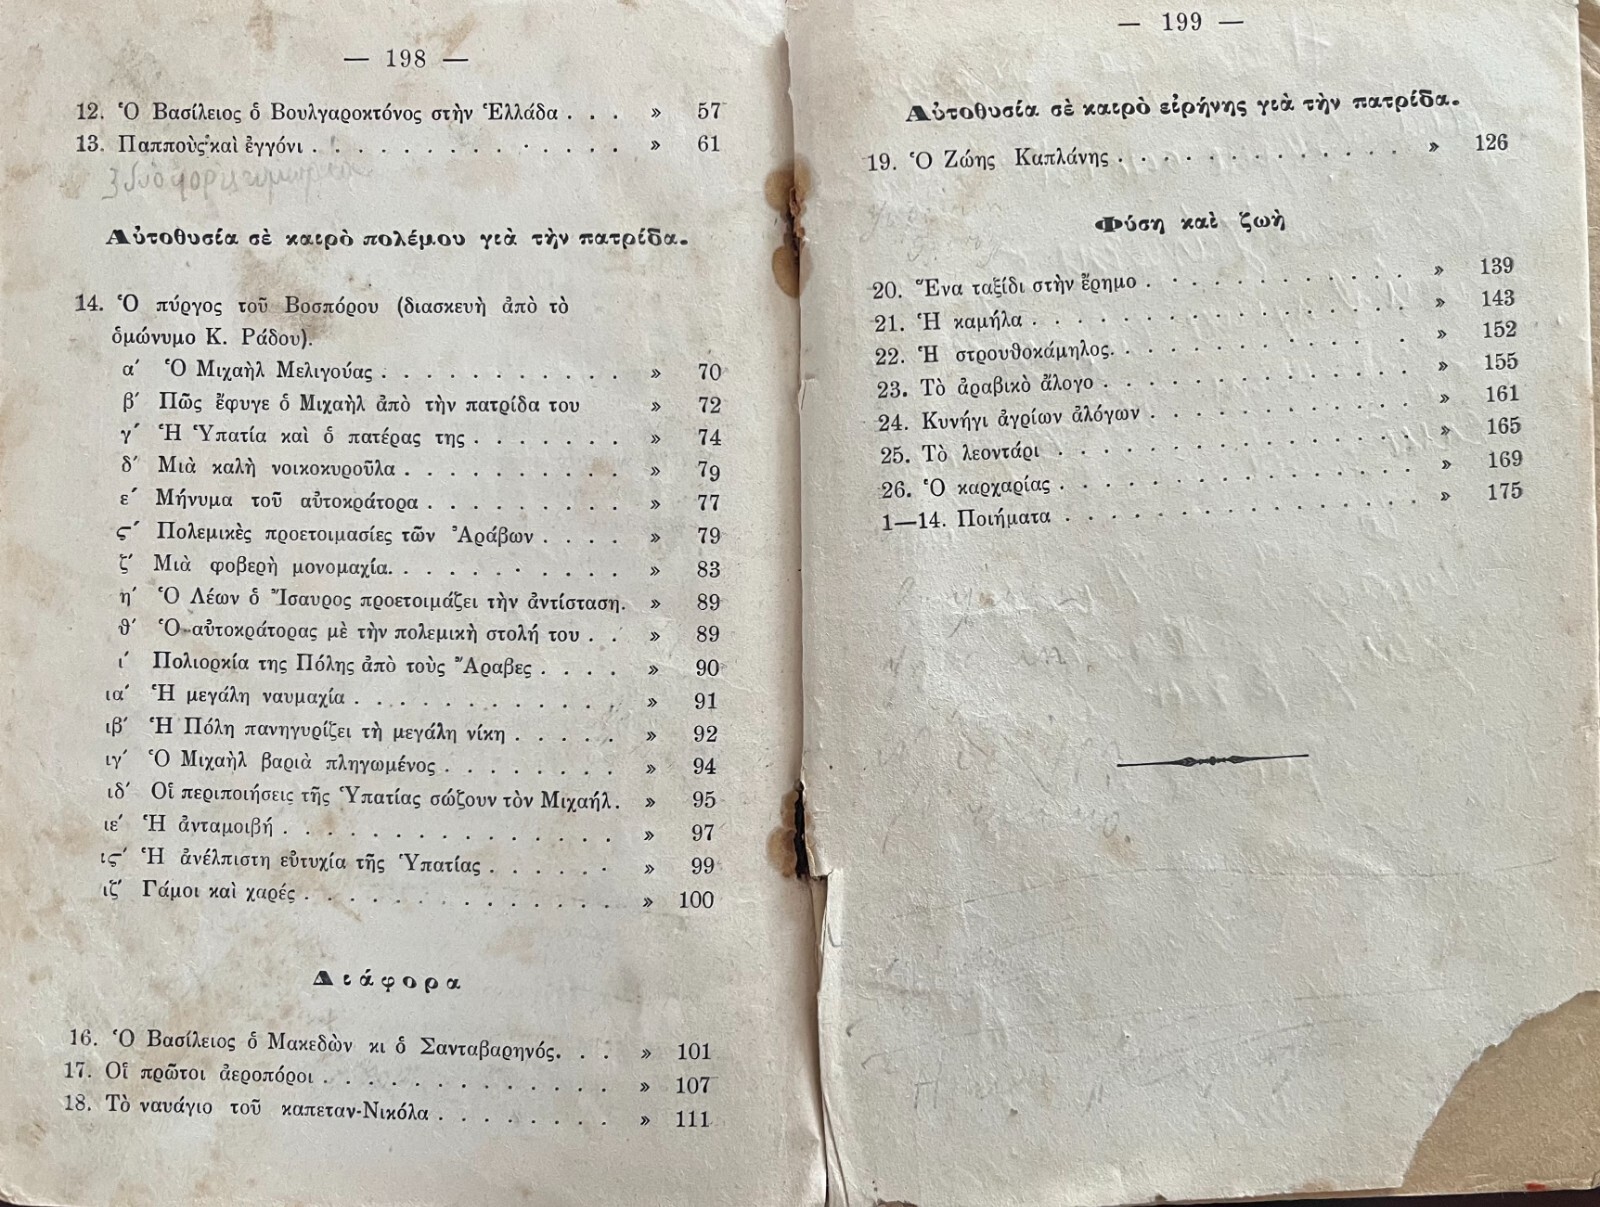 — 198 —
12. Ὁ Βασίλειος ὁ Βουλγαροκτόνος στὴν Ἑλλάδα . . . » 57
13. Παπποὺς καὶ ἐγγόνι . . . . . . . . . . . . . » 61
Αὐτοθυσία σὲ καιρὸ πολέμου γιὰ τὴν πατρίδα.
14. Ὁ πύργος τοῦ Βοσπόρου (διασκευὴ ἀπὸ τὸ
ὁμώνυμο Κ. Ράδου).
α΄ Ὁ Μιχαὴλ Μελιγούας . . . . . . . . . . » 70
β΄ Πῶς ἔφυγε ὁ Μιχαὴλ ἀπὸ τὴν πατρίδα του » 72
γ΄ Ἡ Ὑπατία καὶ ὁ πατέρας της . . . . . . . » 74
δ΄ Μιὰ καλὴ νοικοκυροῦλα . . . . . . . . . » 79
ε΄ Μήνυμα τοῦ αὐτοκράτορα . . . . . . . . » 77
ς΄ Πολεμικὲς προετοιμασίες τῶν Ἀράβων . . . . » 79
ζ΄ Μιὰ φοβερὴ μονομαχία. . . . . . . . . . » 83
η΄ Ὁ Λέων ὁ Ἴσαυρος προετοιμάζει τὴν ἀντίσταση. » 89
θ΄ Ὁ αὐτοκράτορας μὲ τὴν πολεμικὴ στολή του . . » 89
ι΄ Πολιορκία της Πόλης ἀπὸ τοὺς Ἄραβες . . . . » 90
ια΄ Ἡ μεγάλη ναυμαχία . . . . . . . . . . . » 91
ιβ΄ Ἡ Πόλη πανηγυρίζει τὴ μεγάλη νίκη . . . . . » 92
ιγ΄ Ὁ Μιχαὴλ βαριὰ πληγωμένος . . . . . . . . » 94
ιδ΄ Οἱ περιποιήσεις τῆς Ὑπατίας σώζουν τὸν Μιχαήλ. » 95
ιε΄ Ἡ ἀνταμοιβή . . . . . . . . . . . . . . » 97
ις΄ Ἡ ἀνέλπιστη εὐτυχία τῆς Ὑπατίας . . . . . . » 99
ιζ΄ Γάμοι καὶ χαρές . . . . . . . . . . . . . » 100
Διάφορα
16. Ὁ Βασίλειος ὁ Μακεδὼν κι ὁ Σανταβαρηνός. . . » 101
17. Οἱ πρῶτοι ἀεροπόροι . . . . . . . . . . . . » 107
18. Τὸ ναυάγιο τοῦ καπεταν-Νικόλα . . . . . . . . » 111
— 199 —
Αὐτοθυσία σὲ καιρὸ εἰρήνης γιὰ τὴν πατρίδα.
19. Ὁ Ζώης Καπλάνης . . . . . . . . . . . . » 126
Φύση καὶ ζωὴ
20. Ἕνα ταξίδι στὴν ἔρημο . . . . . . . . . . » 139
21. Ἡ καμήλα . . . . . . . . . . . . . . . . » 143
22. Ἡ στρουθοκάμηλος. . . . . . . . . . . . » 152
23. Τὸ ἀραβικὸ ἄλογο . . . . . . . . . . . . » 155
24. Κυνήγι ἀγρίων ἀλόγων . . . . . . . . . . » 161
25. Τὸ λεοντάρι . . . . . . . . . . . . . . » 165
26. Ὁ καρχαρίας . . . . . . . . . . . . . . » 169
1—14. Ποιήματα . . . . . . . . . . . . . . » 175